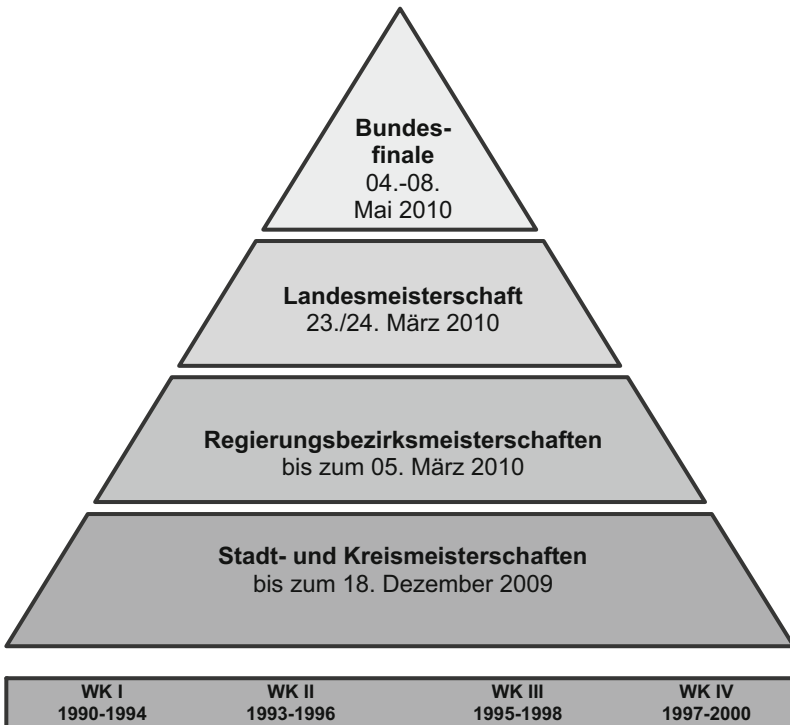 Bundes-
finale
04.-08.
Mai 2010
Landesmeisterschaft
23./24. März 2010
Regierungsbezirksmeisterschaften
bis zum 05. März 2010
Stadt- und Kreismeisterschaften
bis zum 18. Dezember 2009
WK I WK II WK III WK IV
1990-1994 1993-1996 1995-1998 1997-2000